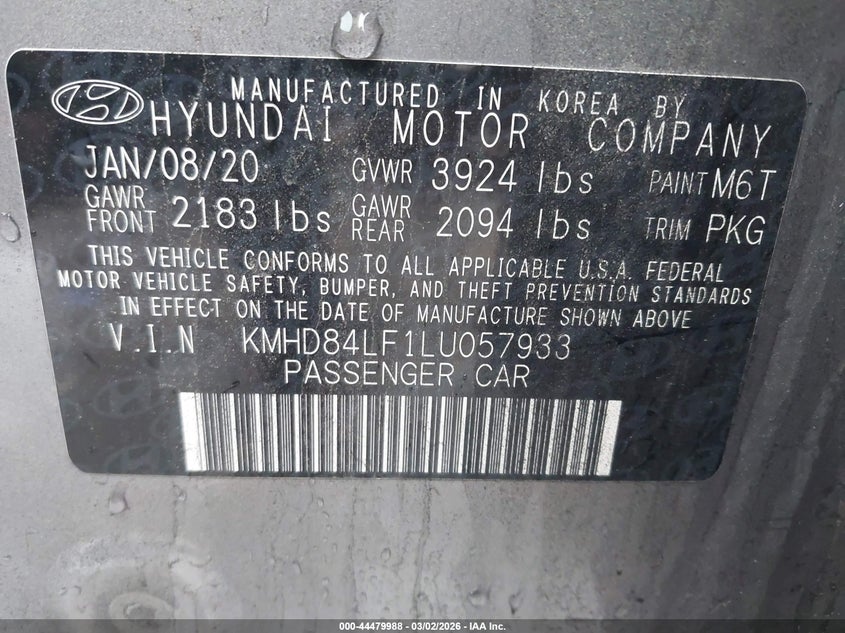 MANUFACTURED IN KOREA BY
HYUNDAI MOTOR COMPANY
JAN/08/20 GVWR 3924 lbs PAINT M6T
GAWR FRONT 2183 lbs GAWR REAR 2094 lbs TRIM PKG
THIS VEHICLE CONFORMS TO ALL APPLICABLE U.S.A. FEDERAL
MOTOR VEHICLE SAFETY, BUMPER, AND THEFT PREVENTION STANDARDS
IN EFFECT ON THE DATE OF MANUFACTURE SHOWN ABOVE
V.I.N KMHD84LF1LU057933
PASSENGER CAR
000-44479988 - 03/02/2026 - IAA Inc.